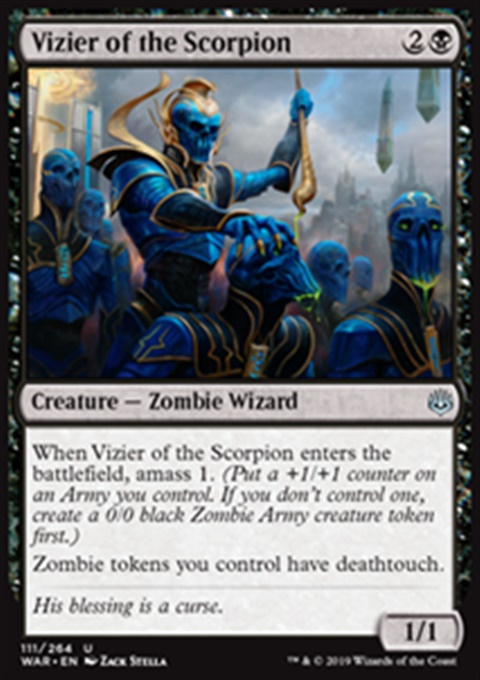 Vizier of the Scorpion 2
Creature — Zombie Wizard
When Vizier of the Scorpion enters the
battlefield, amass 1. (Put a +1/+1 counter on
an Army you control. If you don't control one,
create a 0/0 black Zombie Army creature token
first.)
Zombie tokens you control have deathtouch.
His blessing is a curse.
1/1
111/264 U
WAR • EN Zack Stella
™ & © 2019 Wizards of the Coast